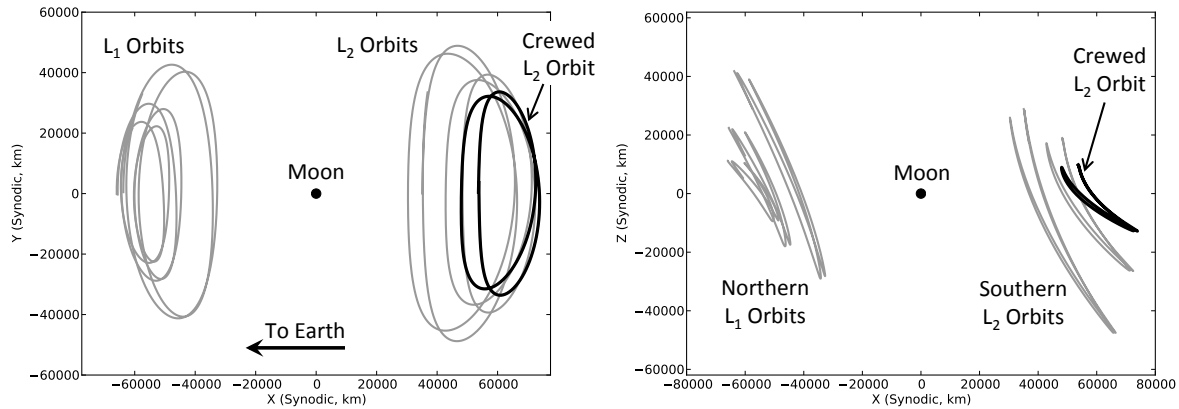 60000
40000
20000
0
−20000
−40000
−60000
Y (Synodic, km)
L1 Orbits
L2 Orbits
Crewed
L2 Orbit
Moon
To Earth
−60000 −40000 −20000 0 20000 40000 60000
X (Synodic, km)
60000
40000
20000
0
−20000
−40000
−60000
Z (Synodic, km)
Crewed
L2 Orbit
Moon
Northern
L1 Orbits
Southern
L2 Orbits
−80000 −60000 −40000 −20000 0 20000 40000 60000 80000
X (Synodic, km)